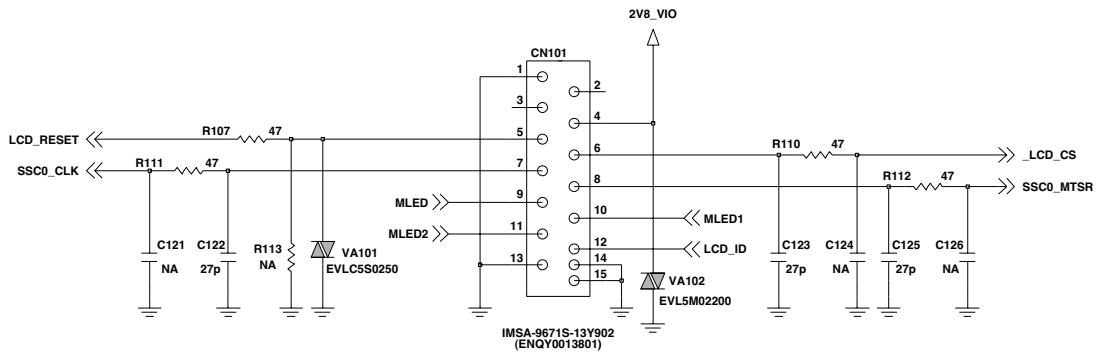 2V8_VIO
CN101
1
2
3
4
LCD_RESET
R107 47
5
6
R110 47
_LCD_CS
SSC0_CLK
R111 47
7
8
R112 47
SSC0_MTSR
MLED
9
10
MLED1
MLED2
11
12
LCD_ID
13
14
15
C121
NA
C122
27p
R113
NA
VA101
EVLC5S0250
VA102
EVL5M02200
C123
27p
C124
NA
C125
27p
C126
NA
IMSA-9671S-13Y902
(ENQY0013801)